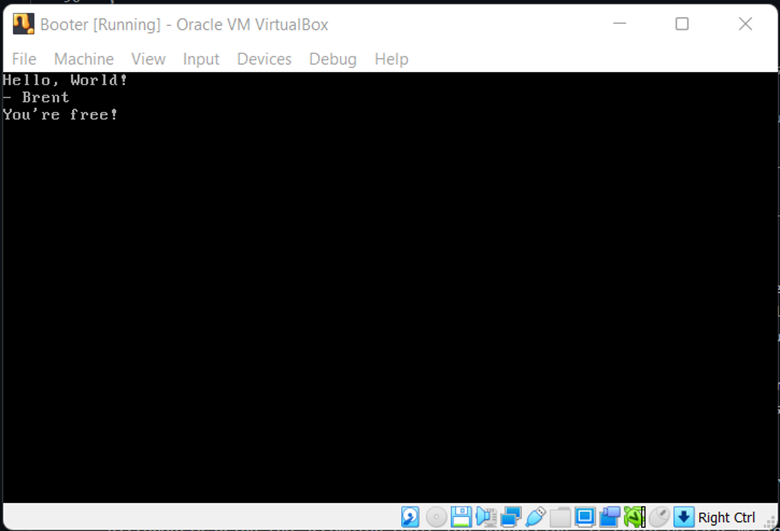 Booter [Running] - Oracle VM VirtualBox
File Machine View Input Devices Debug Help
Hello, World!
- Brent
You're free!
Right Ctrl